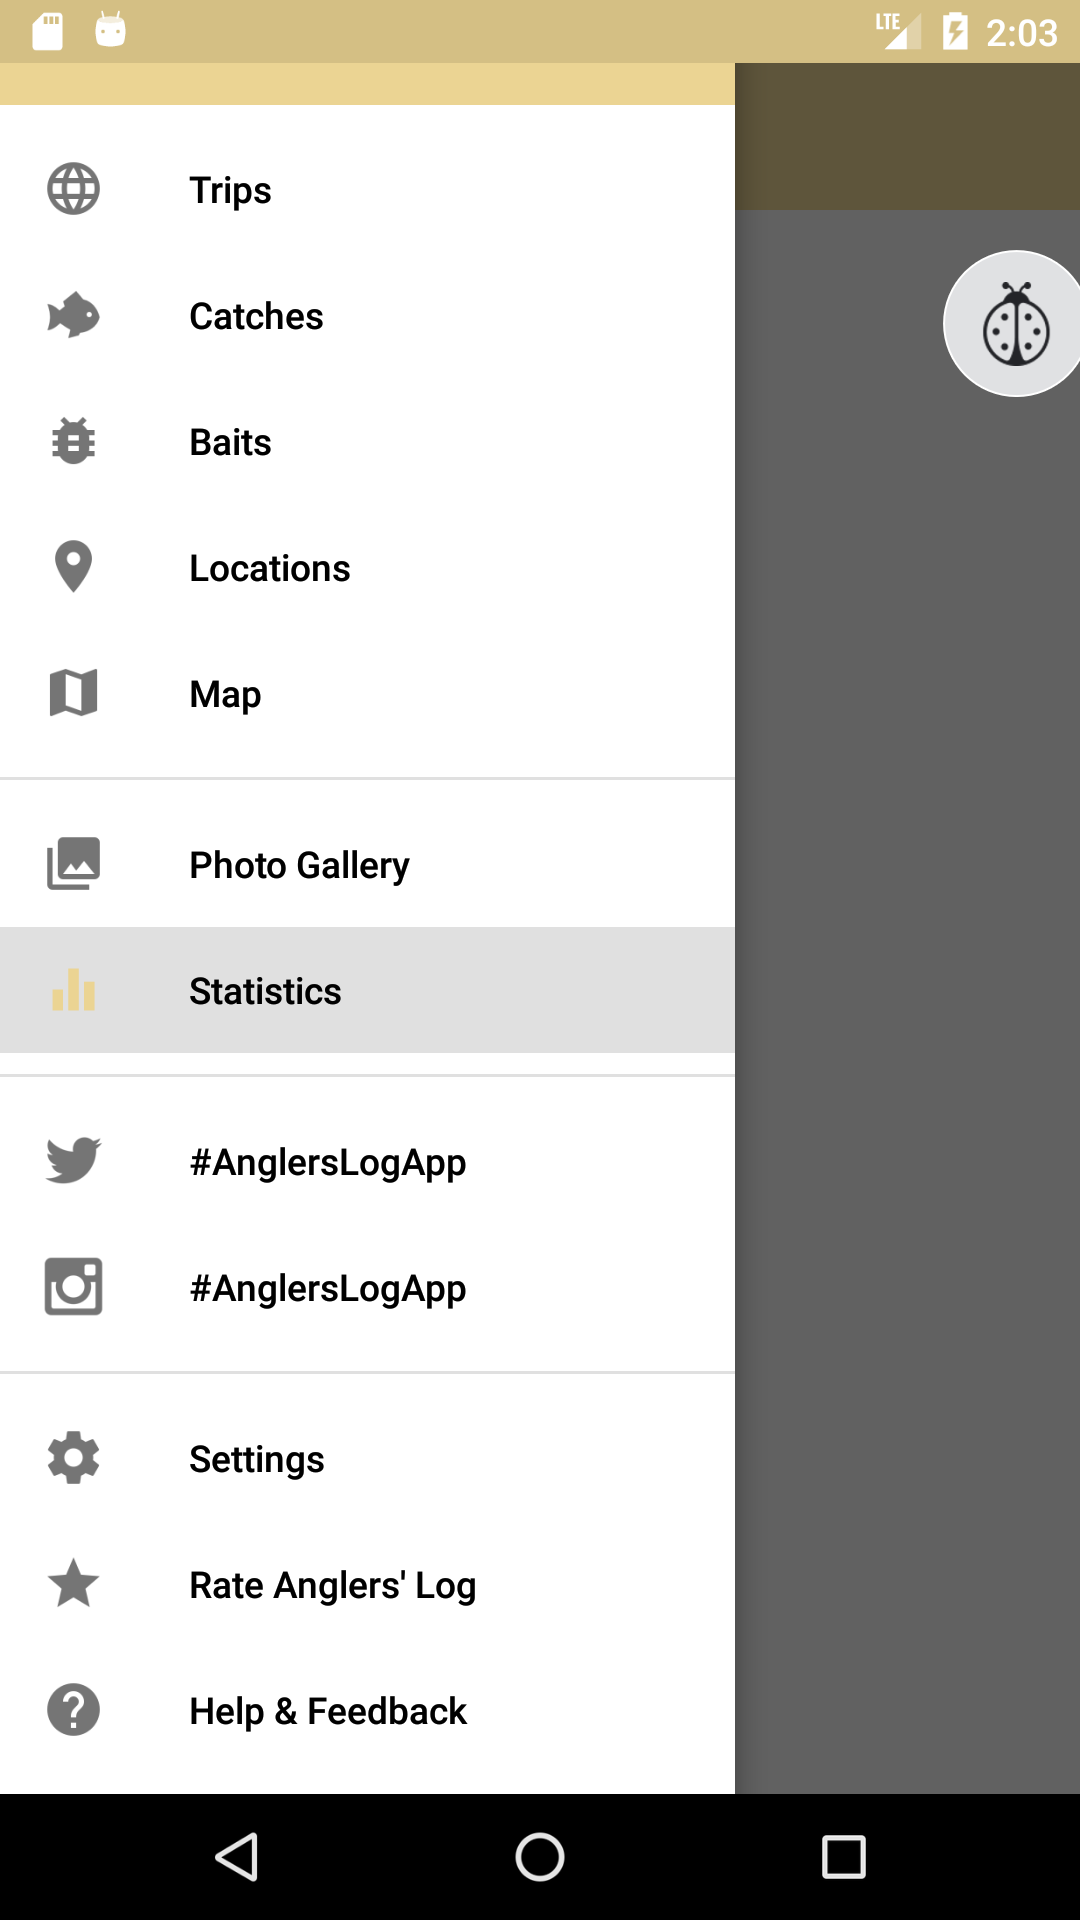 LTE 2:03
Trips
Catches
Baits
Locations
Map
Photo Gallery
Statistics
#AnglersLogApp
#AnglersLogApp
Settings
Rate Anglers' Log
Help & Feedback